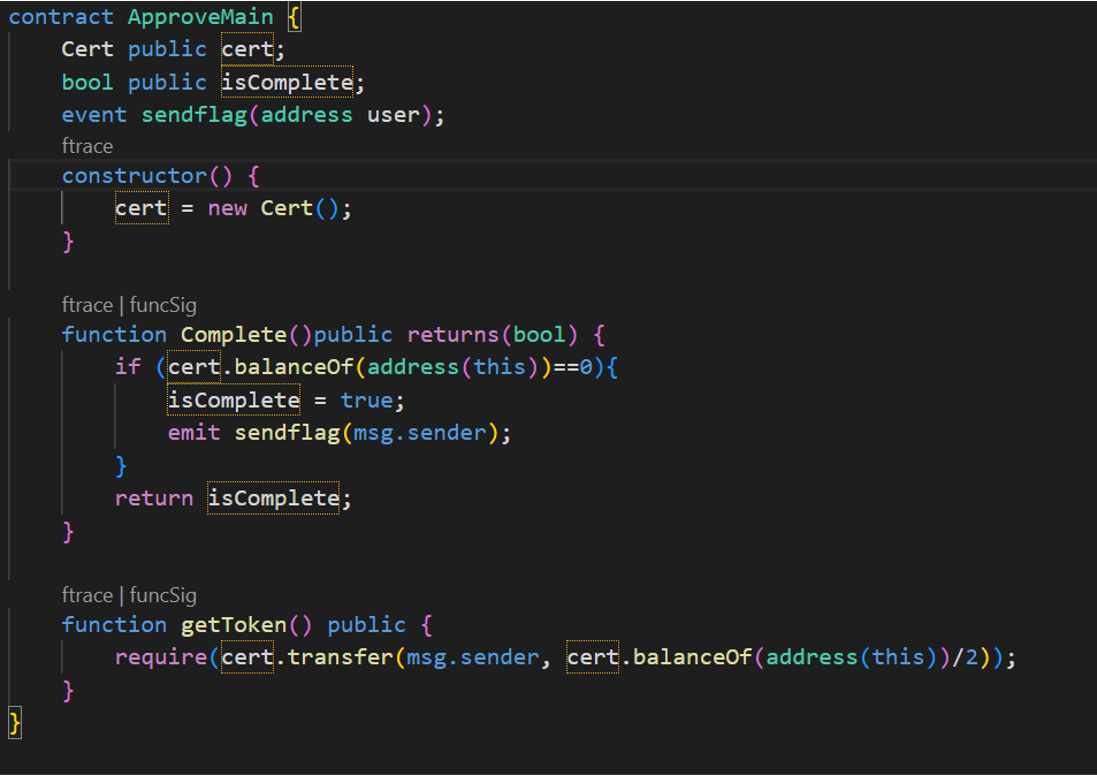 contract ApproveMain {
    Cert public cert;
    bool public isComplete;
    event sendflag(address user);
    ftrace
    constructor() {
        cert = new Cert();
    }
    ftrace | funcSig
    function Complete()public returns(bool) {
        if (cert.balanceOf(address(this))==0){
            isComplete = true;
            emit sendflag(msg.sender);
        }
        return isComplete;
    }
    ftrace | funcSig
    function getToken() public {
        require(cert.transfer(msg.sender, cert.balanceOf(address(this))/2));
    }
}